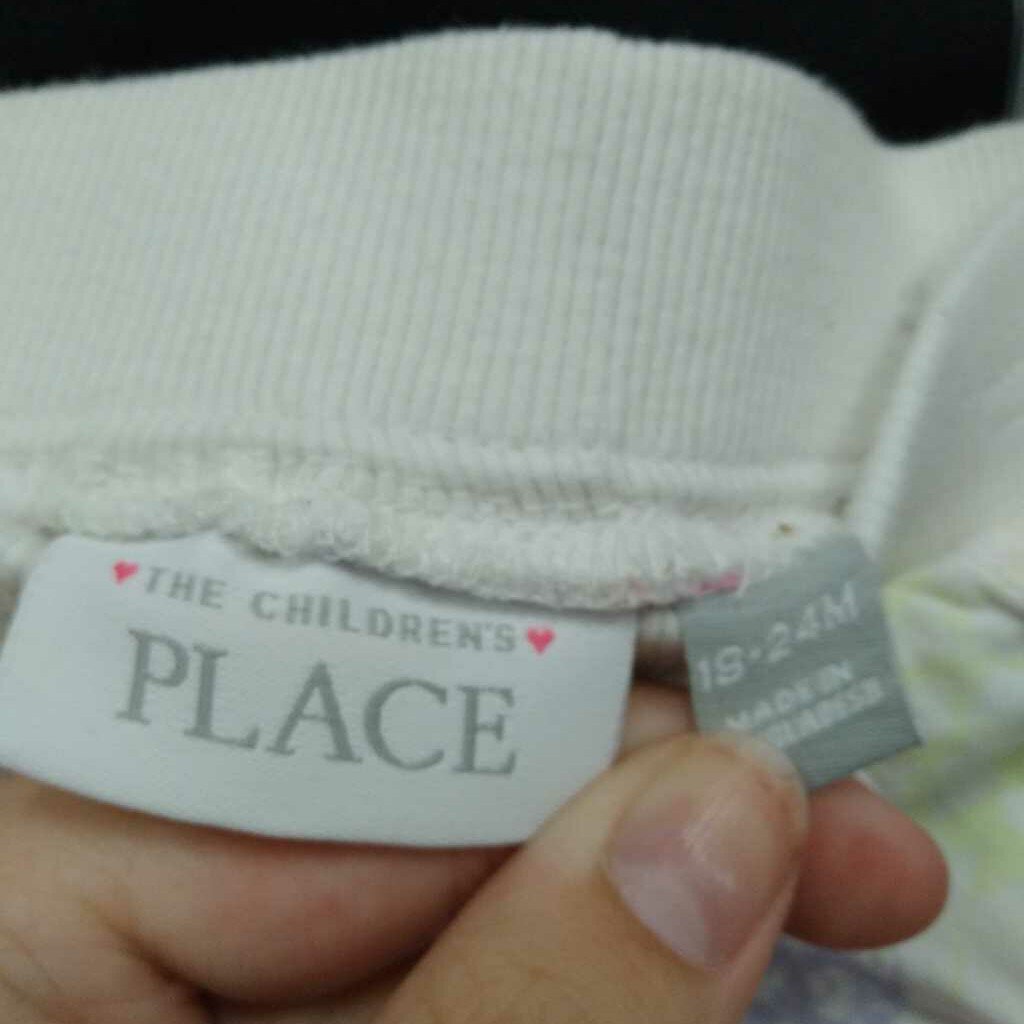 THE CHILDREN'S
PLACE
18-24M
MADE IN